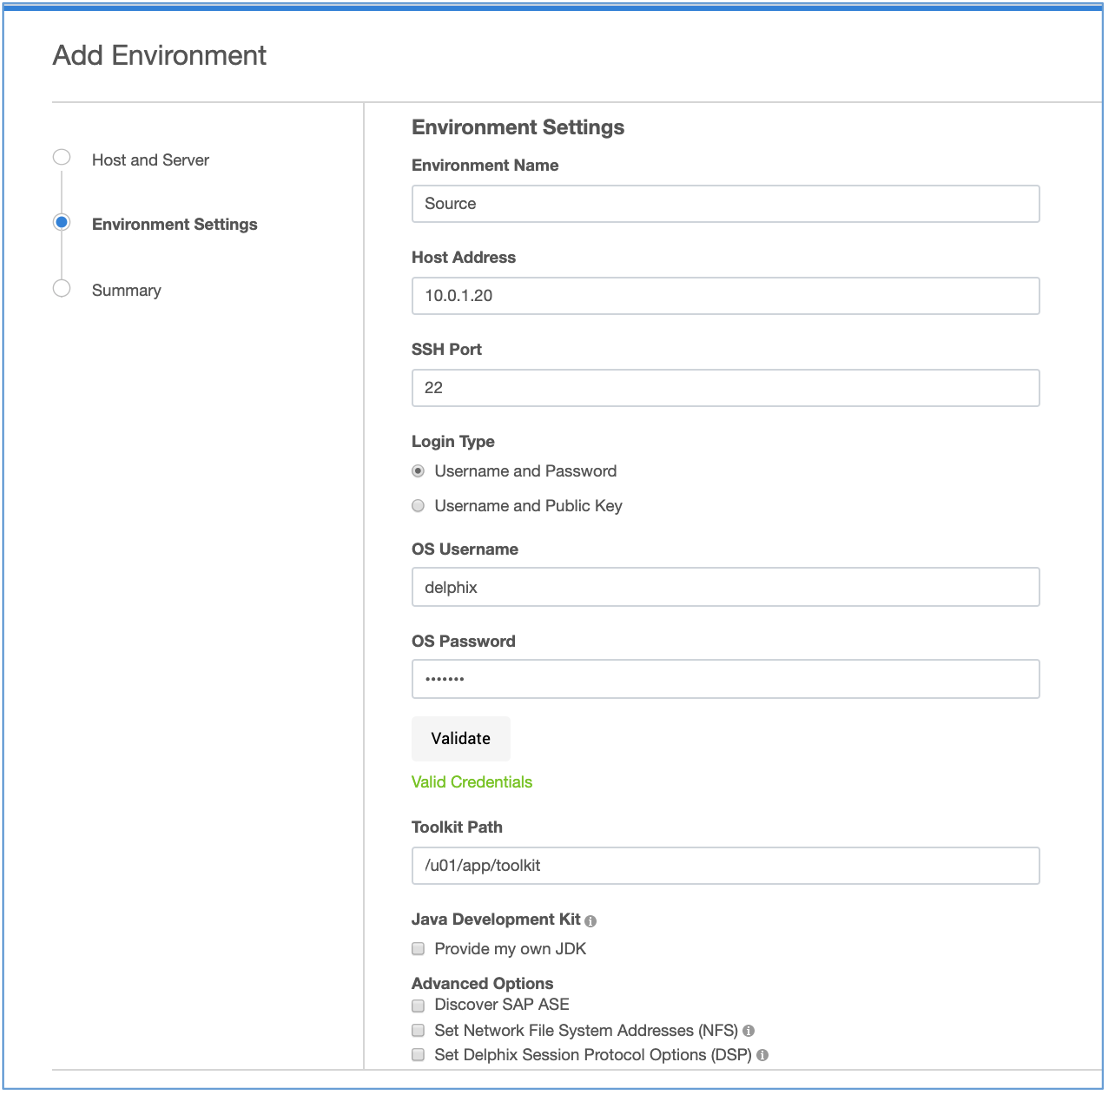 Add Environment
Host and Server
Environment Settings
Summary
Environment Settings
Environment Name
Source
Host Address
10.0.1.20
SSH Port
22
Login Type
Username and Password
Username and Public Key
OS Username
delphix
OS Password
•••••••
Validate
Valid Credentials
Toolkit Path
/u01/app/toolkit
Java Development Kit
Provide my own JDK
Advanced Options
Discover SAP ASE
Set Network File System Addresses (NFS)
Set Delphix Session Protocol Options (DSP)